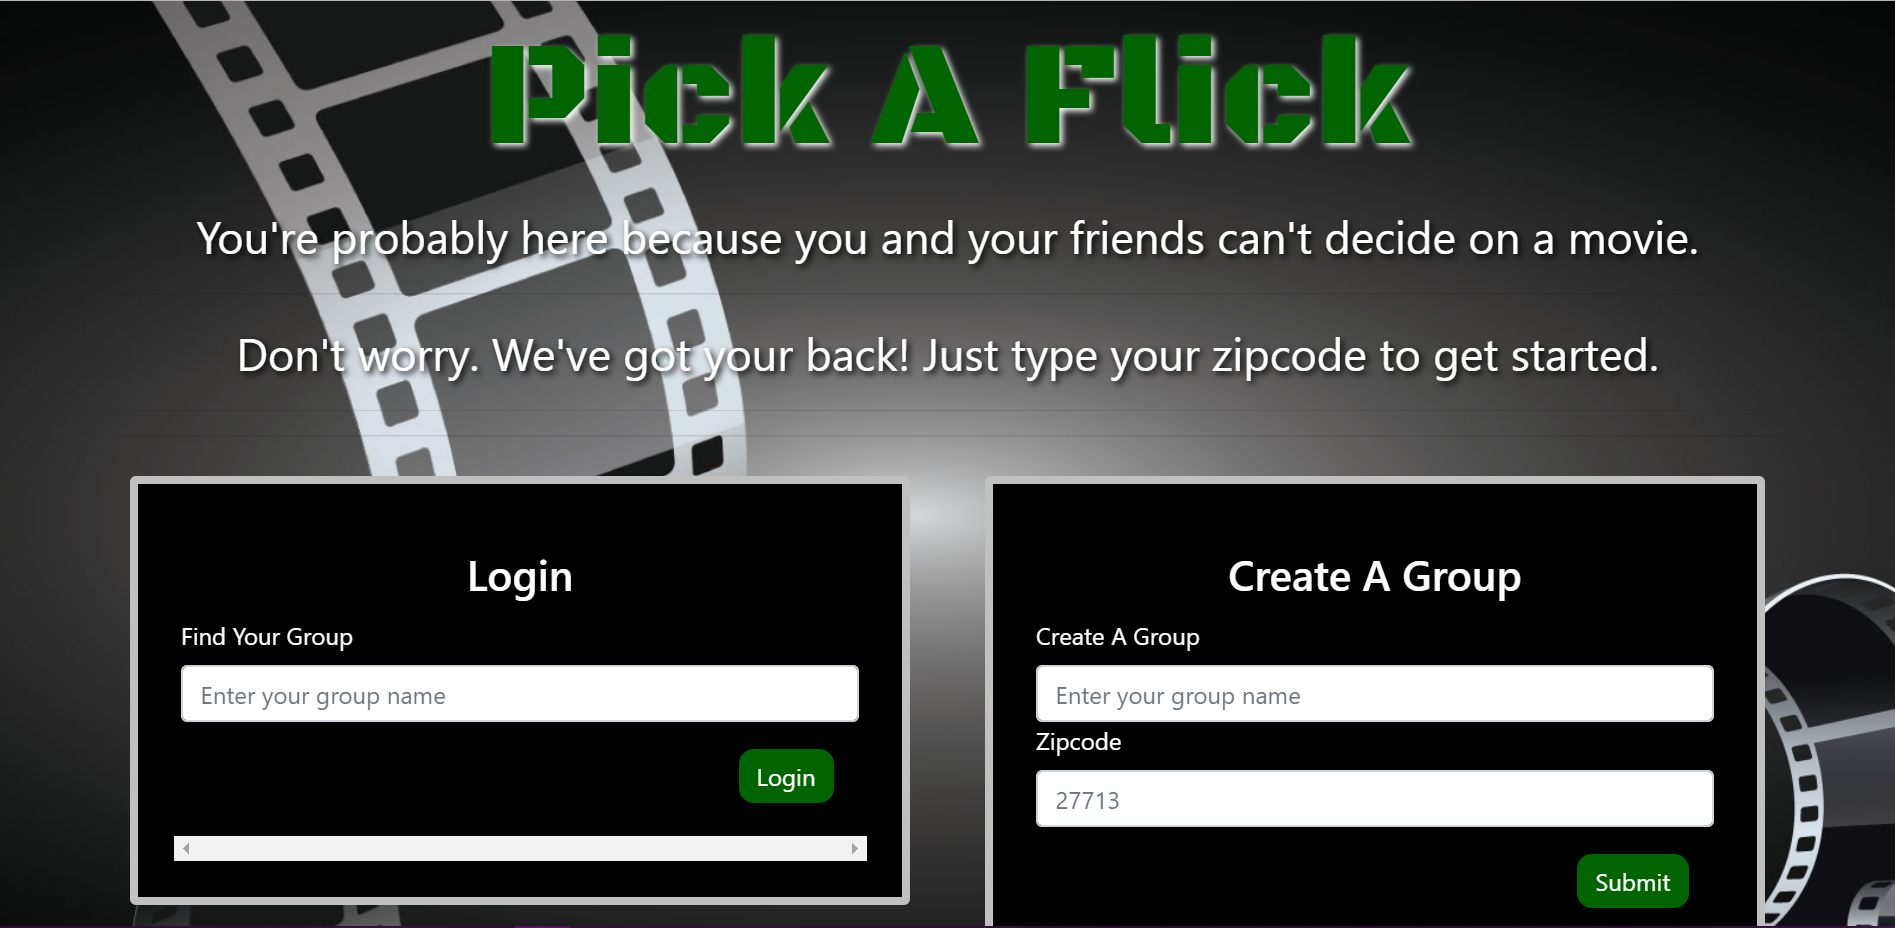 Pick A Flick
You're probably here because you and your friends can't decide on a movie.
Don't worry. We've got your back! Just type your zipcode to get started.
Login
Find Your Group
Enter your group name
Login
Create A Group
Create A Group
Enter your group name
Zipcode
27713
Submit